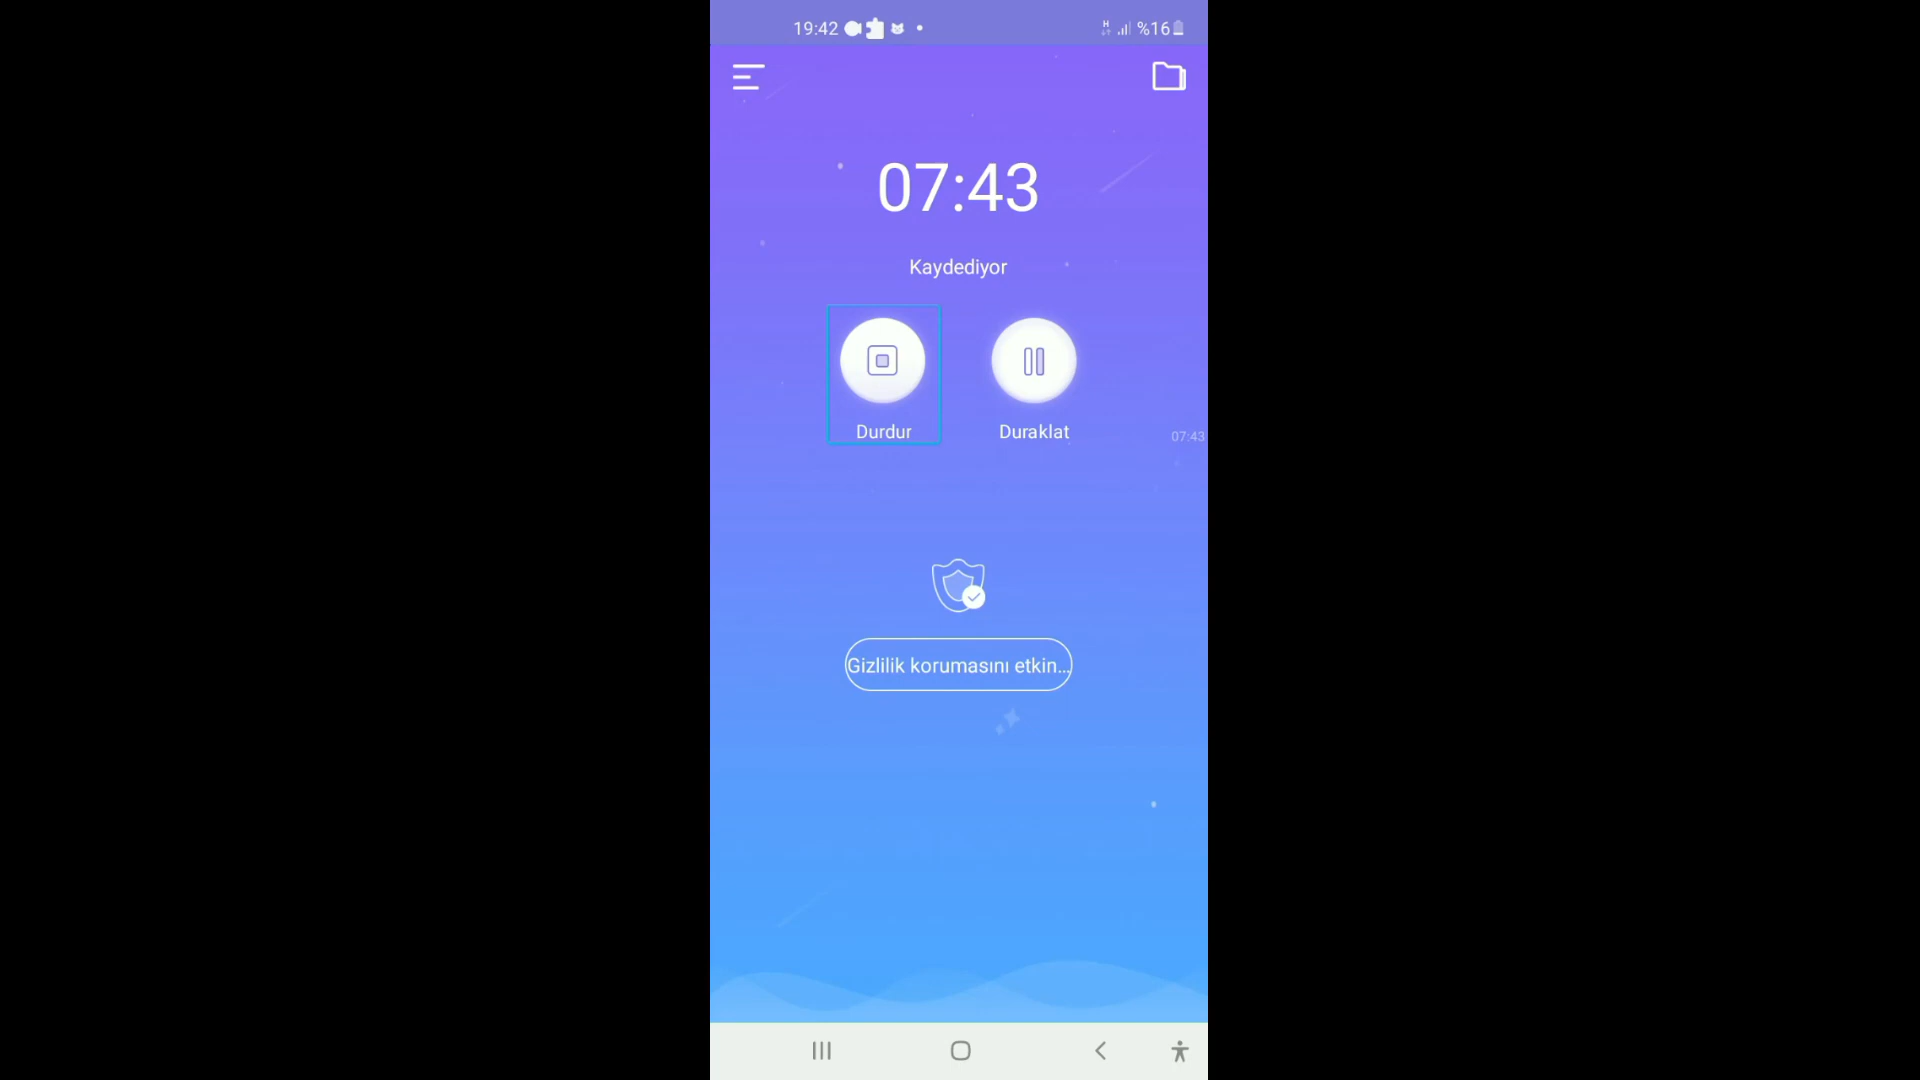 19:42
H
%16
07:43
Kaydediyor
Durdur
Duraklat
07:43
Gizlilik korumasını etkin...